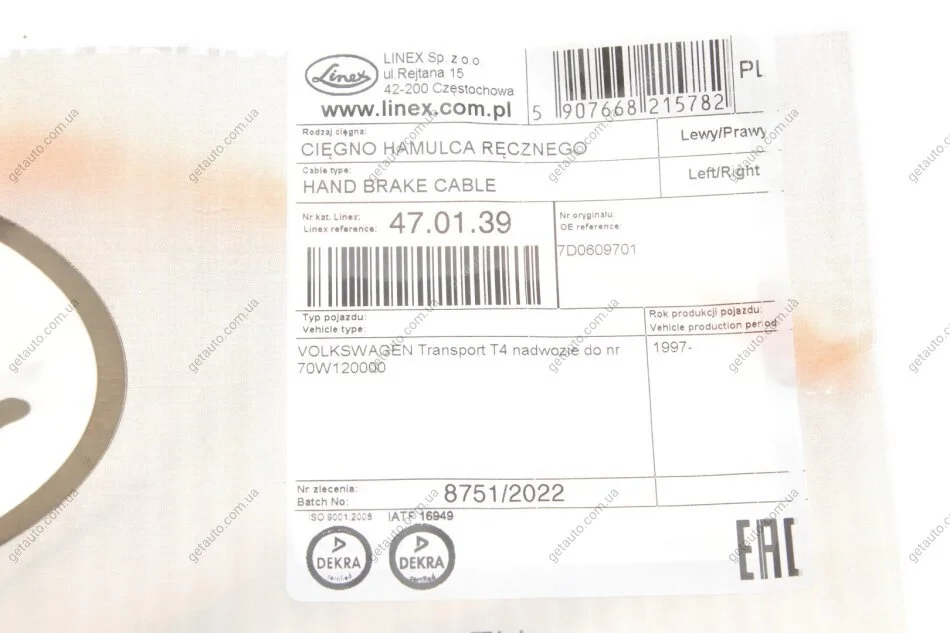 Linex
LINEX Sp. z o.o
ul.Rejtana 15
42-200 Częstochowa
www.linex.com.pl
5 907668 215782
PL
Rodzaj cięgna:
CIĘGNO HAMULCA RĘCZNEGO
Lewy/Prawy
Cable type:
HAND BRAKE CABLE
Left/Right
Nr kat. Linex:
Linex reference:
47.01.39
Nr oryginału:
OE reference:
7D0609701
Typ pojazdu:
Vehicle type:
Rok produkcji pojazdu:
Vehicle production period
VOLKSWAGEN Transport T4 nadwozie do nr
70W120000
1997-
Nr zlecenia:
Batch No:
8751/2022
ISO 9001:2008
IATF 16949
DEKRA
certified
DEKRA
certified
EAC
getauto.com.ua